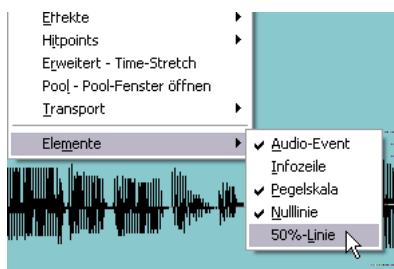 Effekte
Hitpoints
Erweitert - Time-Stretch
Pool - Pool-Fenster öffnen
Transport
Elemente
Audio-Event
Infozeile
Pegelskala
Nulllinie
50%-Linie